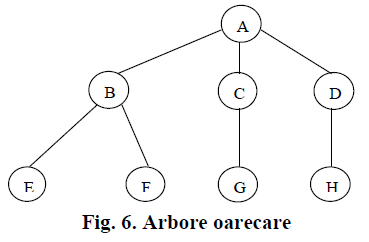 A
B C D
E F G H
Fig. 6. Arbore oarecare